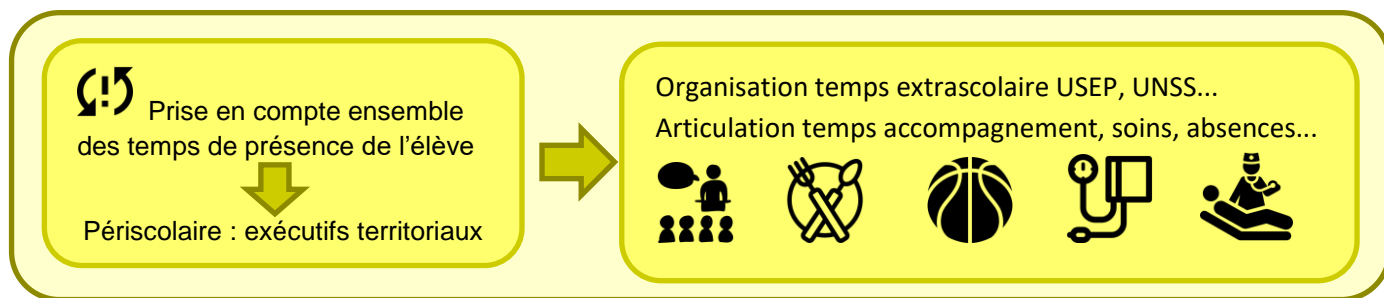 Prise en compte ensemble
des temps de présence de l’élève
Périscolaire : exécutifs territoriaux
Organisation temps extrascolaire USEP, UNSS...
Articulation temps accompagnement, soins, absences...